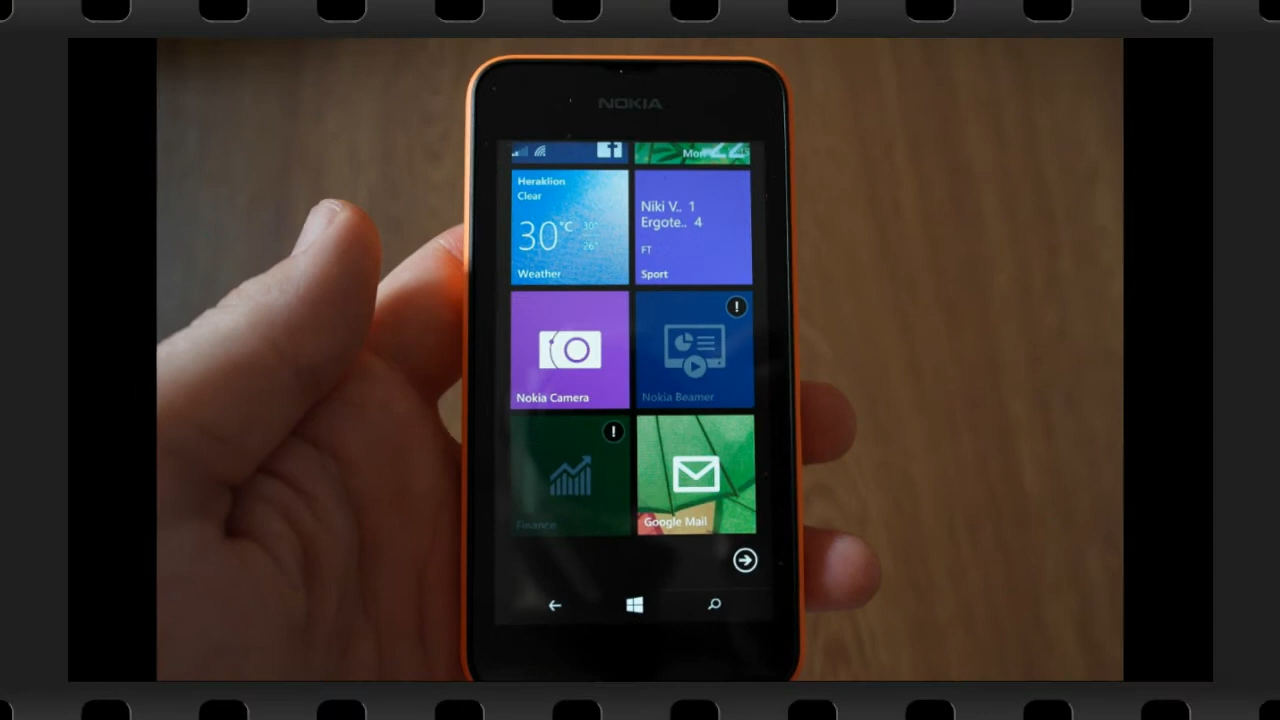 NOKIA
Mon
Heraklion
Clear
30°C
30°
26°
Weather
Niki V.. 1
Ergote.. 4
FT
Sport
Nokia Camera
Nokia Beamer
Finance
Google Mail